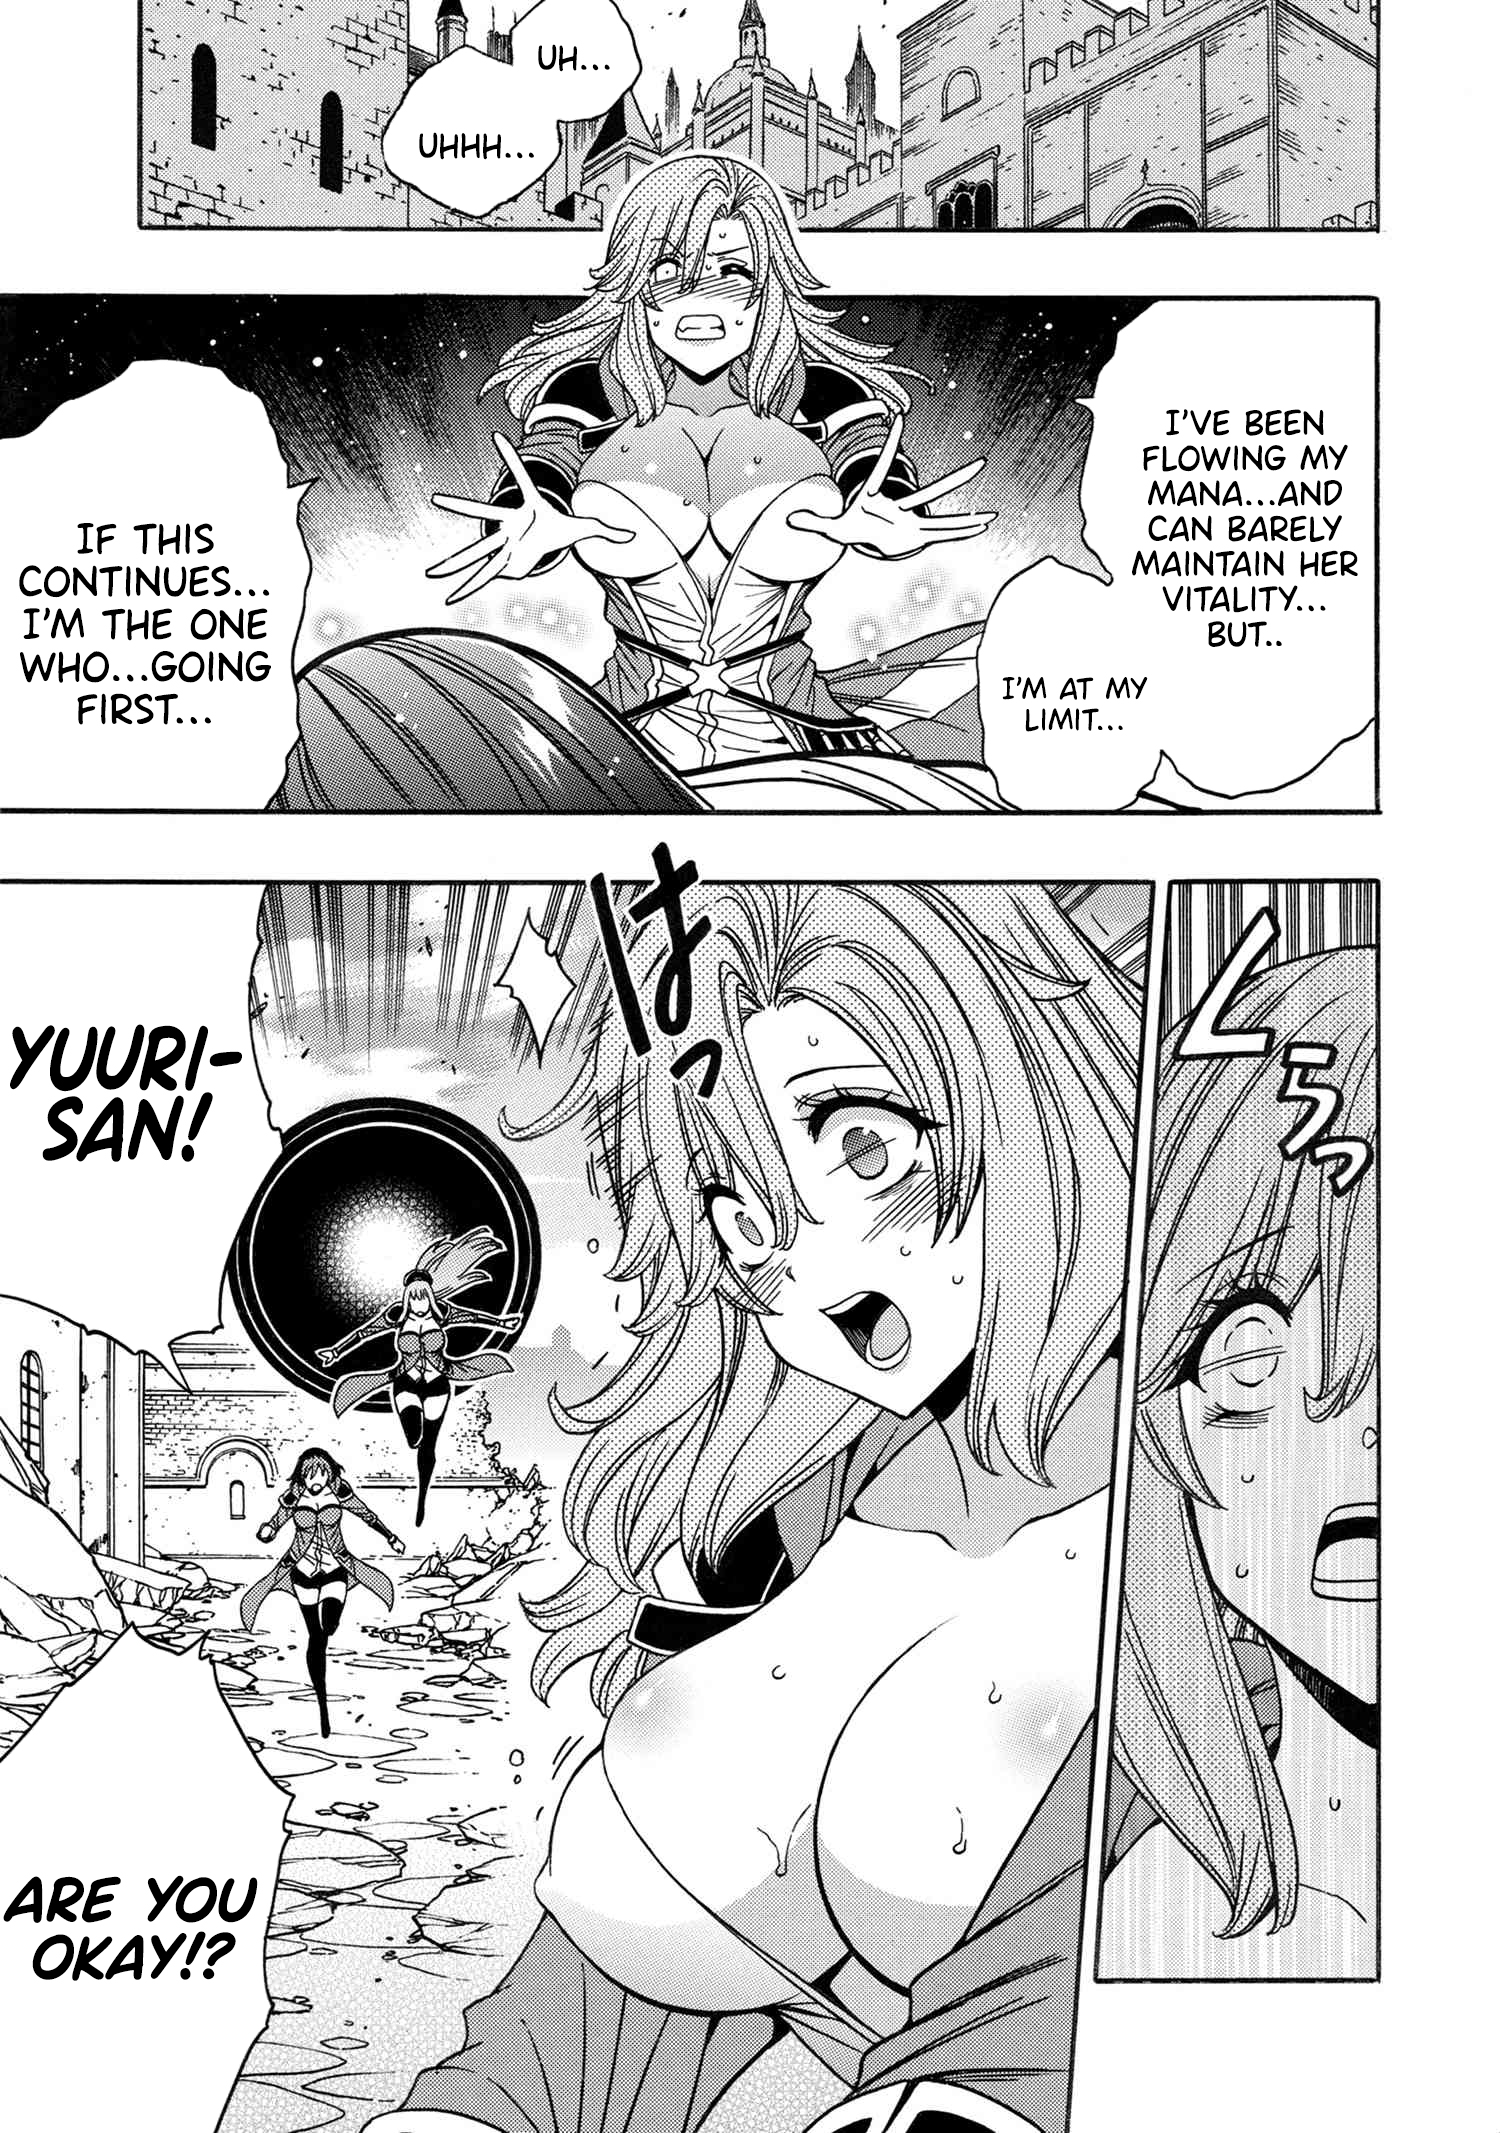 UH...
UHHH...
I'VE BEEN
FLOWING MY
MANA...AND
CAN BARELY
MAINTAIN HER
VITALITY...
BUT..
I'M AT MY
LIMIT...
IF THIS
CONTINUES...
I'M THE ONE
WHO...GOING
FIRST...
くらっ
はっ
YUURI-
SAN!
ARE YOU
OKAY!?